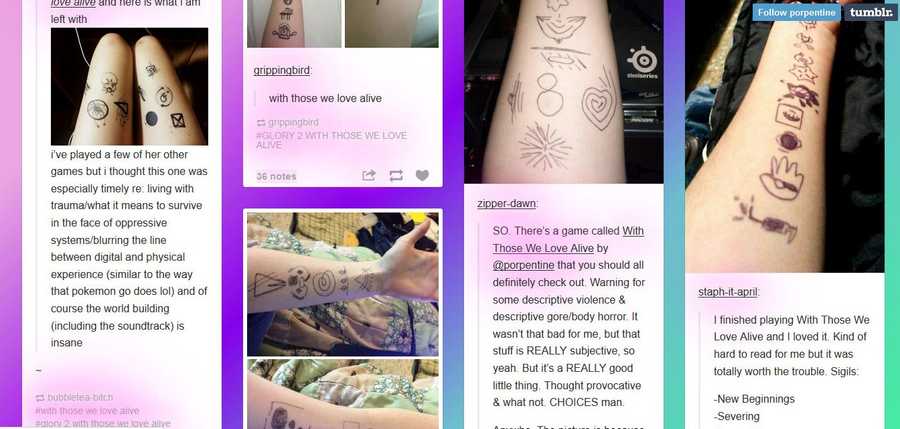 love alive and here is what i am
left with
i've played a few of her other
games but i thought this one was
especially timely re: living with
trauma/what it means to survive
in the face of oppressive
systems/blurring the line
between digital and physical
experience (similar to the way
that pokemon go does lol) and of
course the world building
(including the soundtrack) is
insane
~
bubbletea-bitch
#with those we love alive
#glory 2 with those we love
grippingbird:
with those we love alive
grippingbird
#GLORY 2 WITH THOSE WE LOVE
ALIVE
36 notes
steelseries
zipper-dawn:
SO. There's a game called With
Those We Love Alive by
@porpentine that you should all
definitely check out. Warning for
some descriptive violence &
descriptive gore/body horror. It
wasn't that bad for me, but that
stuff is REALLY subjective, so
yeah. But it's a REALLY good
little thing. Thought provocative
& what not. CHOICES man.
Follow porpentine
tumblr.
staph-it-april:
I finished playing With Those We
Love Alive and I loved it. Kind of
hard to read for me but it was
totally worth the trouble. Sigils:
-New Beginnings
-Severing